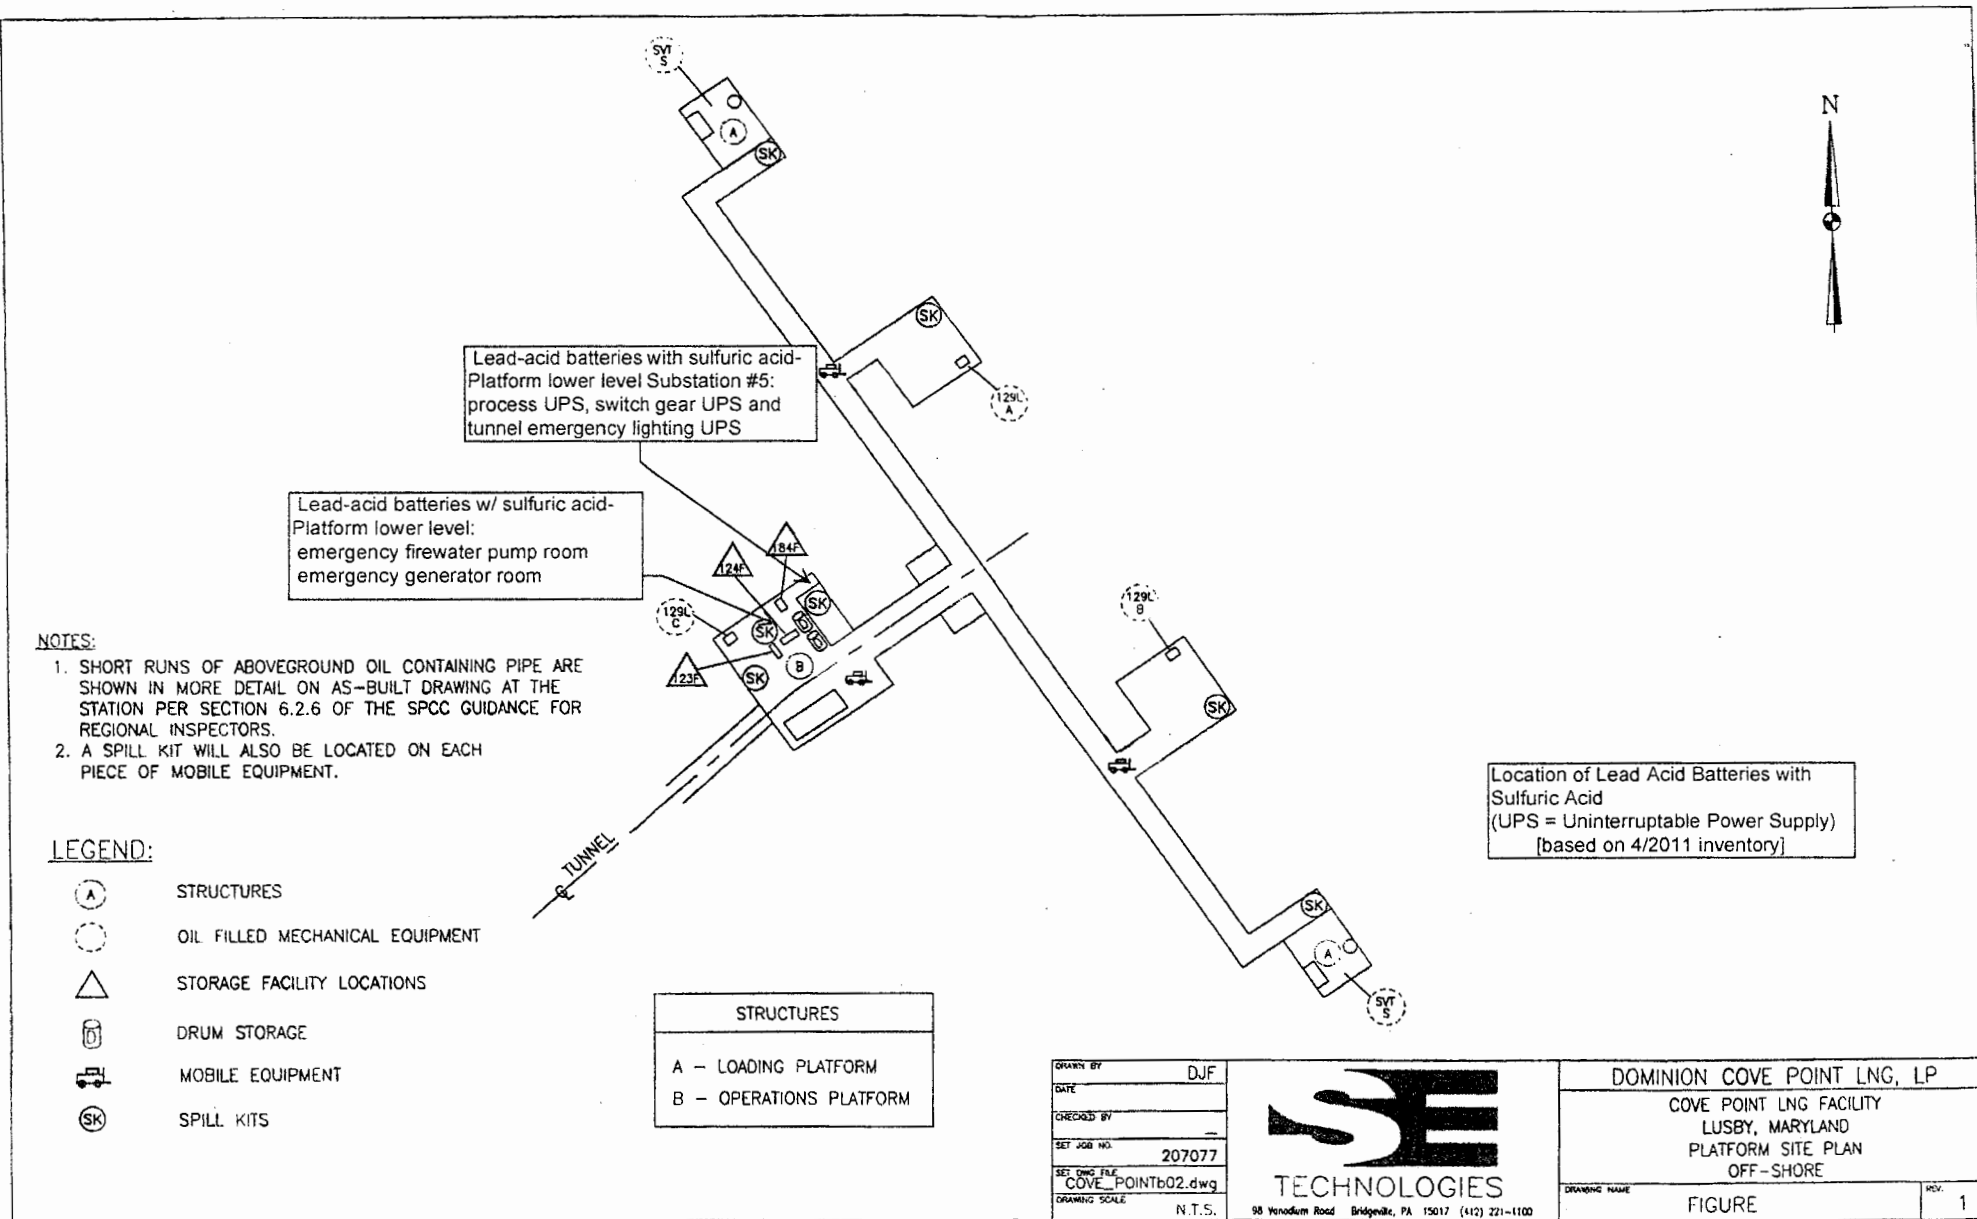 SVT
S
A
SK
N
SK
129L
A
Lead-acid batteries with sulfuric acid-
Platform lower level Substation #5:
process UPS, switch gear UPS and
tunnel emergency lighting UPS
Lead-acid batteries w/ sulfuric acid-
Platform lower level:
emergency firewater pump room
emergency generator room
184F
124F
129L
C
SK
SK
SK
B
123F
129L
B
SK
NOTES:
1. SHORT RUNS OF ABOVEGROUND OIL CONTAINING PIPE ARE
SHOWN IN MORE DETAIL ON AS-BUILT DRAWING AT THE
STATION PER SECTION 6.2.6 OF THE SPCC GUIDANCE FOR
REGIONAL INSPECTORS.
2. A SPILL KIT WILL ALSO BE LOCATED ON EACH
PIECE OF MOBILE EQUIPMENT.
Location of Lead Acid Batteries with
Sulfuric Acid
(UPS = Uninterruptable Power Supply)
[based on 4/2011 inventory]
TUNNEL
SK
A
SVT
S
LEGEND:
A STRUCTURES
OIL FILLED MECHANICAL EQUIPMENT
STORAGE FACILITY LOCATIONS
D DRUM STORAGE
MOBILE EQUIPMENT
SK SPILL KITS
STRUCTURES
A - LOADING PLATFORM
B - OPERATIONS PLATFORM
DRAWN BY
DJF
DATE
CHECKED BY
SET JOB NO.
207077
SET DWG FILE
COVE_POINTb02.dwg
DRAWING SCALE
N.T.S.
SE
TECHNOLOGIES
98 Vanadium Road Bridgeville, PA 15017 (412) 221-1100
DOMINION COVE POINT LNG, LP
COVE POINT LNG FACILITY
LUSBY, MARYLAND
PLATFORM SITE PLAN
OFF-SHORE
DRAWING NAME
FIGURE
REV.
1